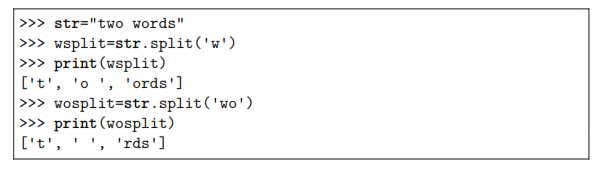 >>> str="two words"
>>> wsplit=str.split('w')
>>> print(wsplit)
['t', 'o ', 'ords']
>>> wosplit=str.split('wo')
>>> print(wosplit)
['t', ' ', 'rds']